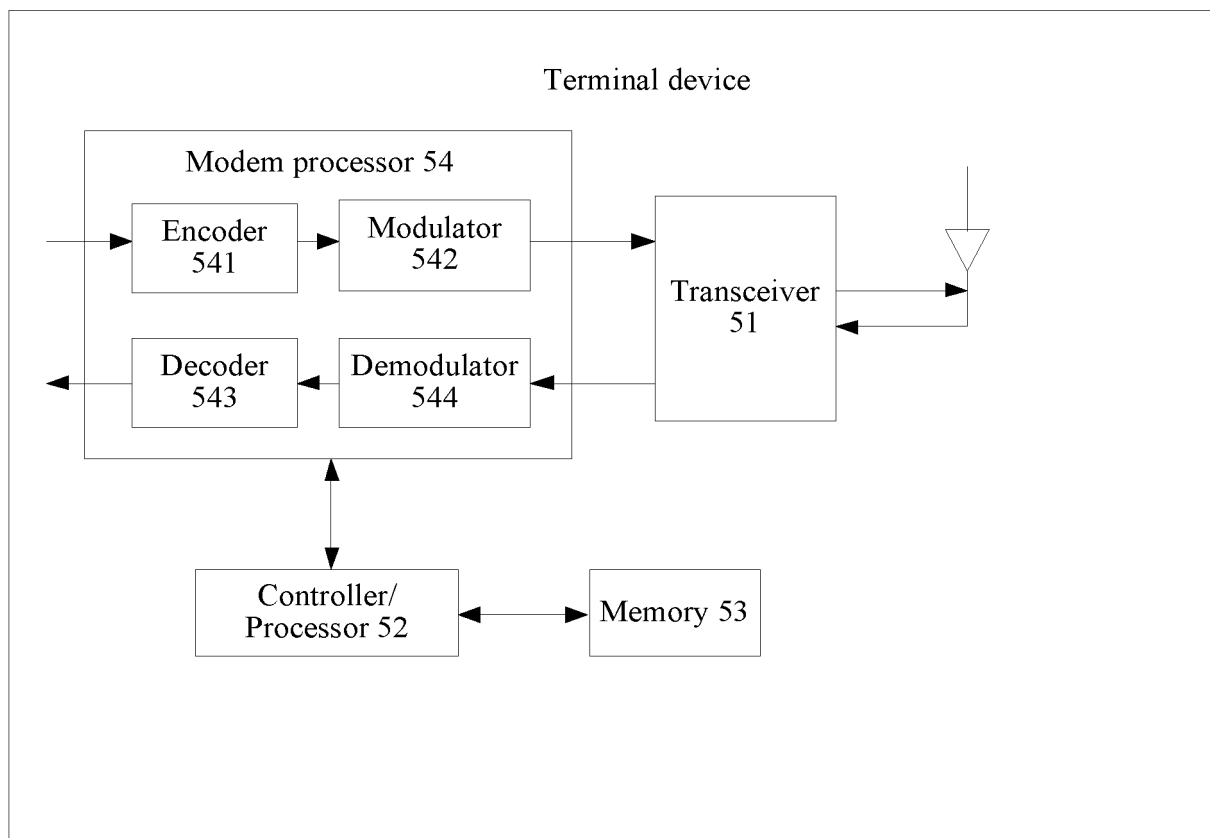 Terminal device
Modem processor 54
Encoder
541
Modulator
542
Transceiver
51
Decoder
543
Demodulator
544
Controller/
Processor 52
Memory 53